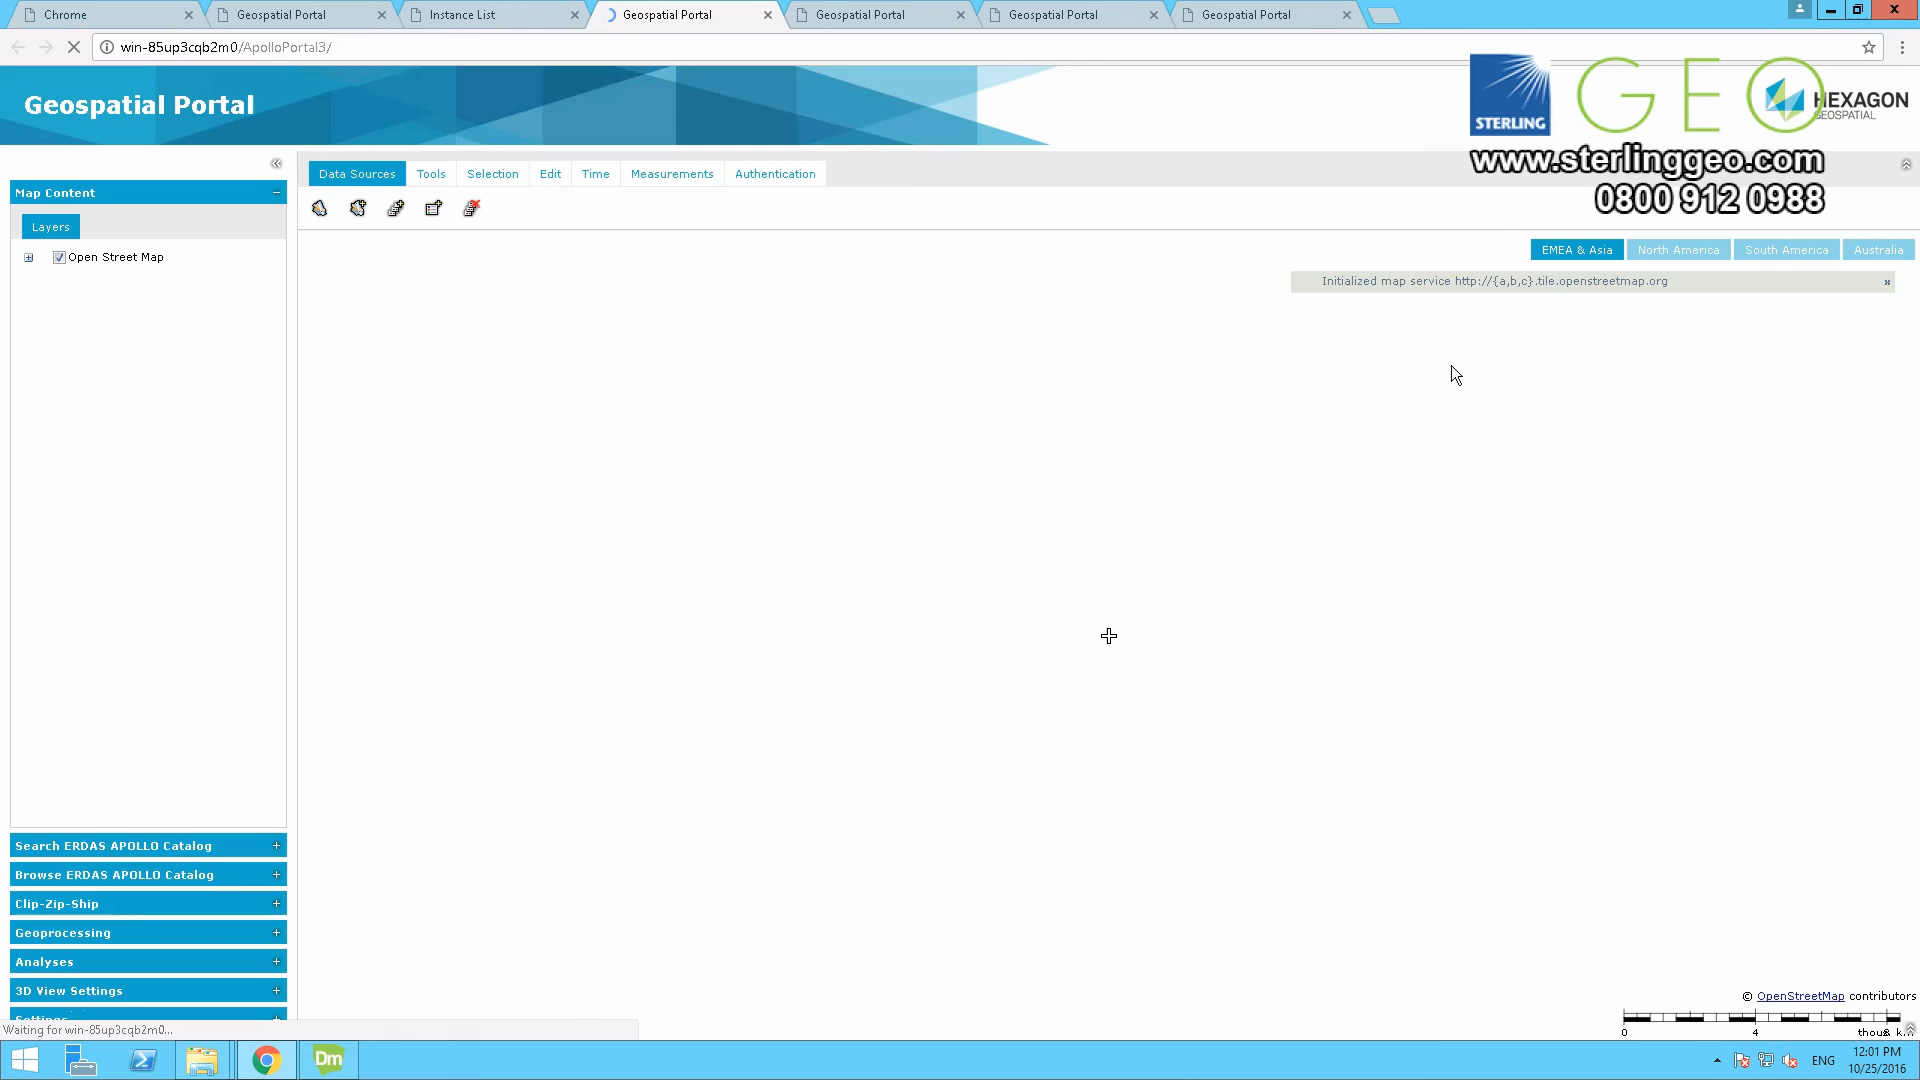 Chrome
Geospatial Portal
Instance List
Geospatial Portal
Geospatial Portal
Geospatial Portal
Geospatial Portal
win-85up3cqb2m0/ApolloPortal3/
Geospatial Portal
STERLING
GEO
HEXAGON
GEOSPATIAL
www.sterlinggeo.com
0800 912 0988
Data Sources
Tools
Selection
Edit
Time
Measurements
Authentication
Map Content
Layers
Open Street Map
EMEA & Asia
North America
South America
Australia
Initialized map service http://{a,b,c}.tile.openstreetmap.org
Search ERDAS APOLLO Catalog
Browse ERDAS APOLLO Catalog
Clip-Zip-Ship
Geoprocessing
Analyses
3D View Settings
Settings
Waiting for win-85up3cqb2m0...
© OpenStreetMap contributors
0 4 8
Dm
ENG
12:01 PM
10/25/2016